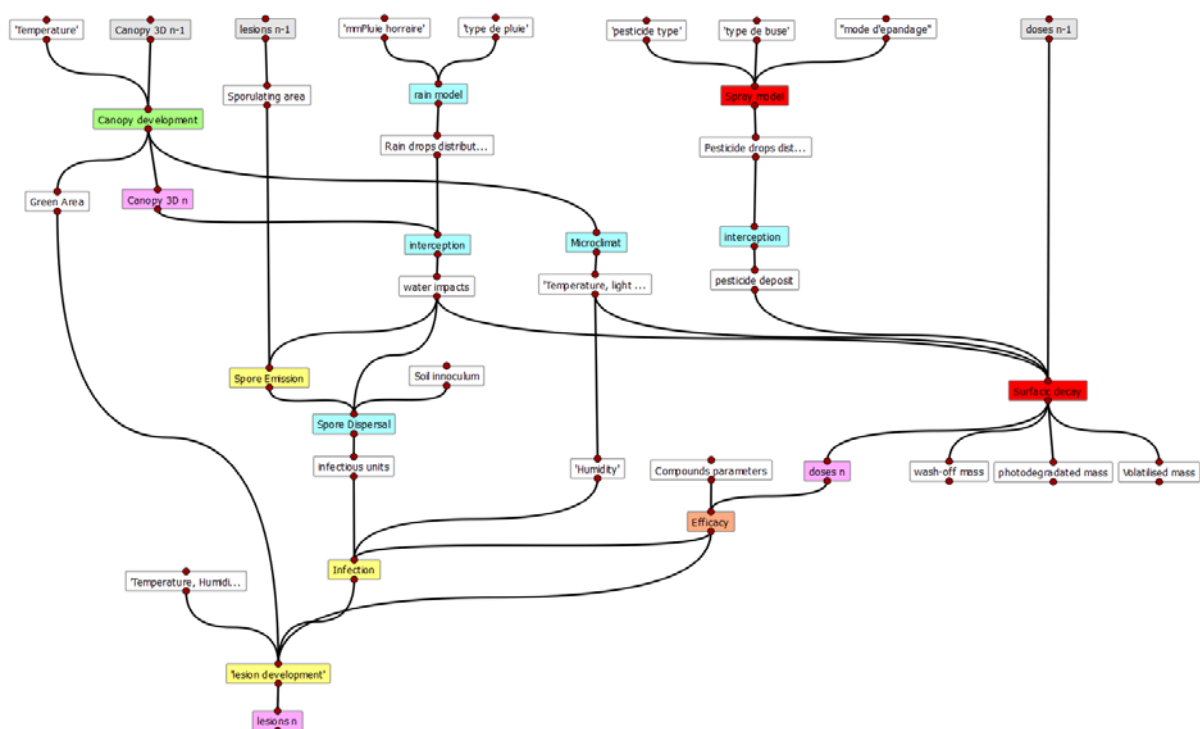 'Temperature'
Canopy 3D n-1
lesions n-1
'mmPluie horraire'
'type de pluie'
'pesticide type'
'type de buse'
"mode d'epandage"
doses n-1
Sporulating area
rain model
Spray model
Canopy development
Rain drops distribut...
Pesticide drops dist...
Green Area
Canopy 3D n
interception
Microclimat
interception
water impacts
'Temperature, light ...
pesticide deposit
Spore Emission
Soil innoculum
Surfacic decay
Spore Dispersal
infectious units
'Humidity'
Compounds parameters
doses n
wash-off mass
photodegradated mass
Volatilised mass
Efficacy
Infection
'Temperature, Humidi...
'lesion development'
lesions n